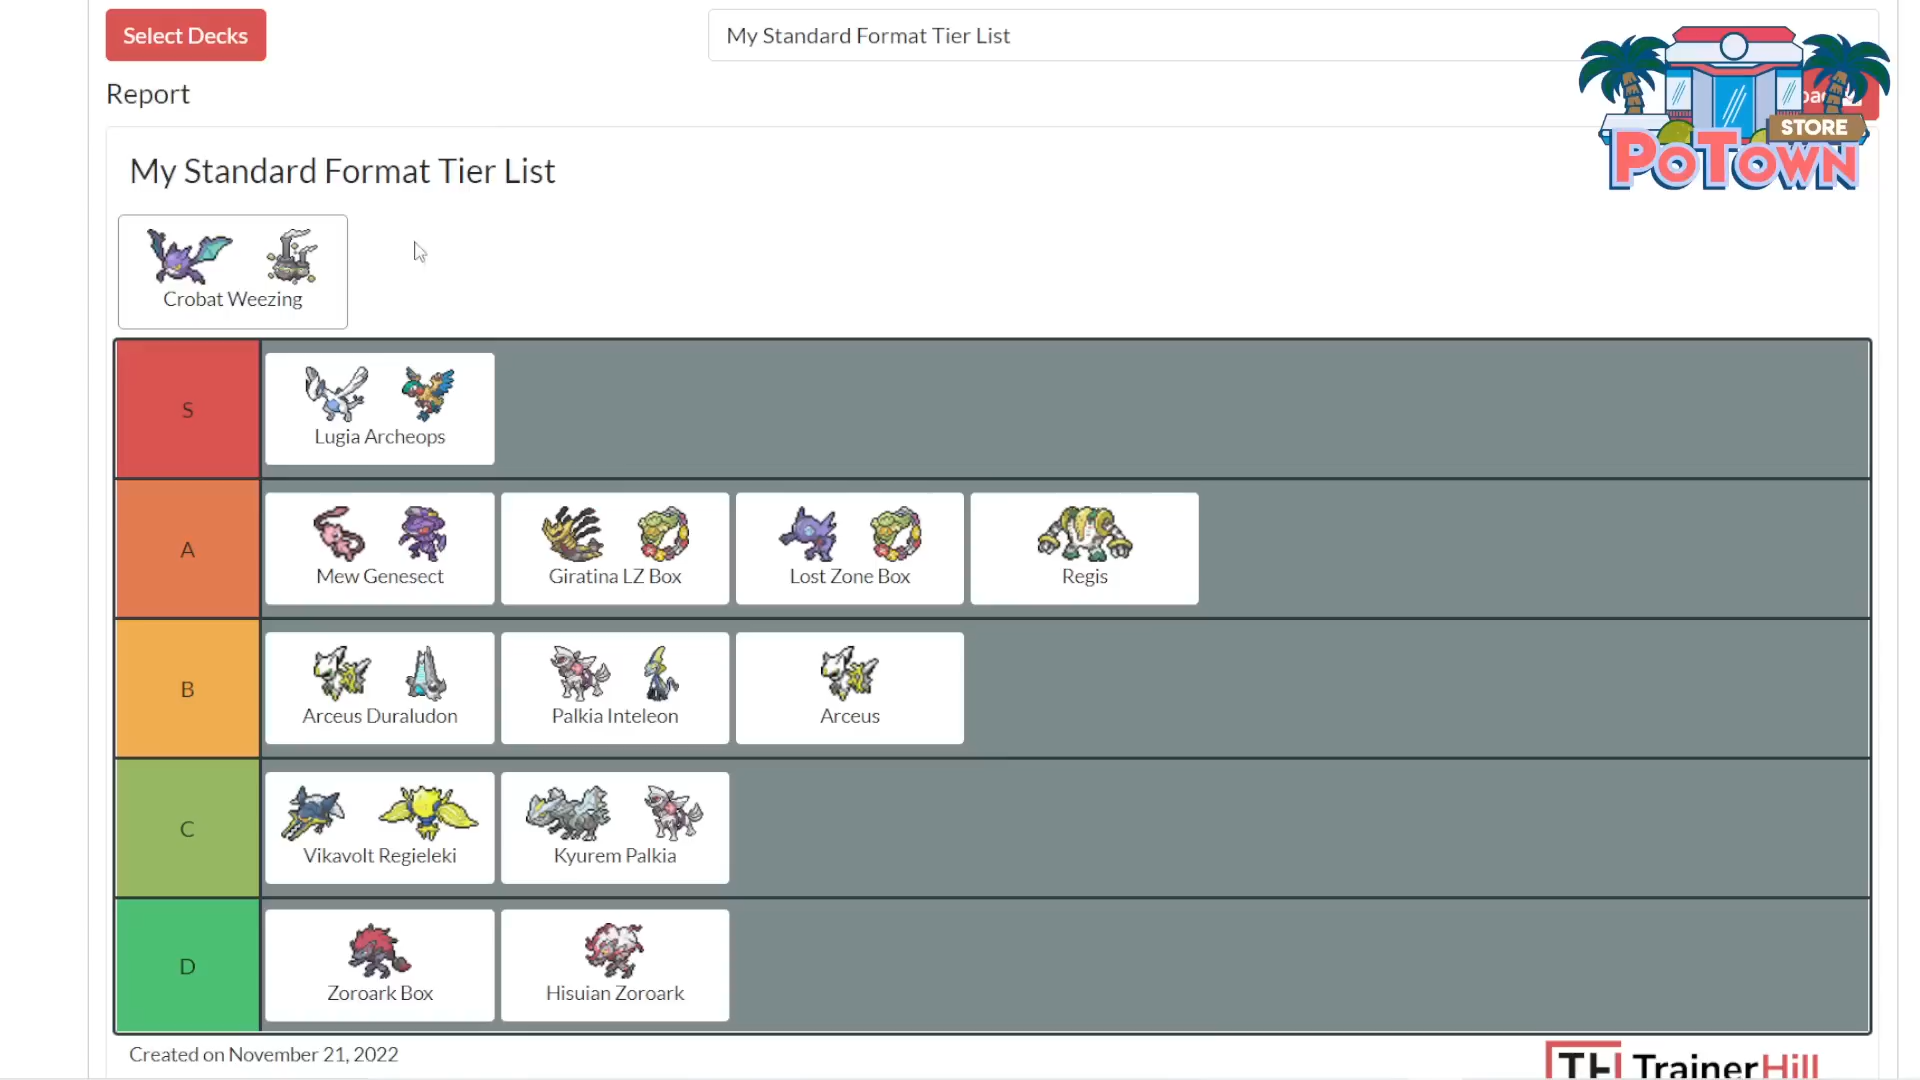 Select Decks
My Standard Format Tier List
Report
STORE
POTOWN
My Standard Format Tier List
Crobat Weezing
S
Lugia Archeops
A
Mew Genesect
Giratina LZ Box
Lost Zone Box
Regis
B
Arceus Duraludon
Palkia Inteleon
Arceus
C
Vikavolt Regieleki
Kyurem Palkia
D
Zoroark Box
Hisuian Zoroark
Created on November 21, 2022
TH TrainerHill